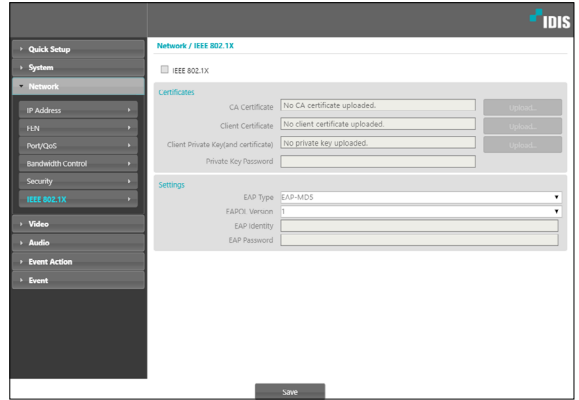 IDIS
Quick Setup
System
Network
IP Address
FEN
Port/QoS
Bandwidth Control
Security
IEEE 802.1X
Video
Audio
Event Action
Event
Network / IEEE 802.1X
IEEE 802.1X
Certificates
CA Certificate No CA certificate uploaded. Upload...
Client Certificate No client certificate uploaded. Upload...
Client Private Key(and certificate) No private key uploaded. Upload...
Private Key Password
Settings
EAP Type EAP-MD5
EAPOL Version 1
EAP Identity
EAP Password
Save